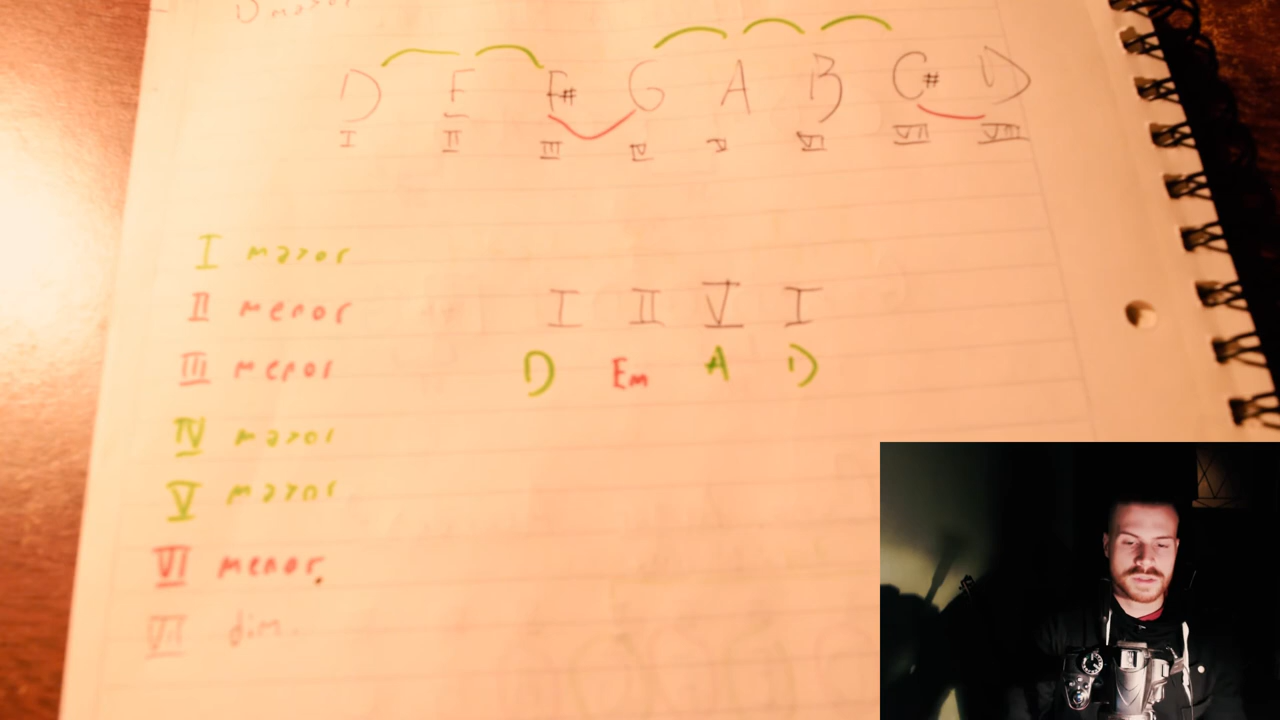 D mayor
D E F# G A B C# D
I II III IV V VI VII VIII
I mayor
II menor
III menor
IV mayor
V mayor
VI menor.
VII dim.
I II V I
D Em A D